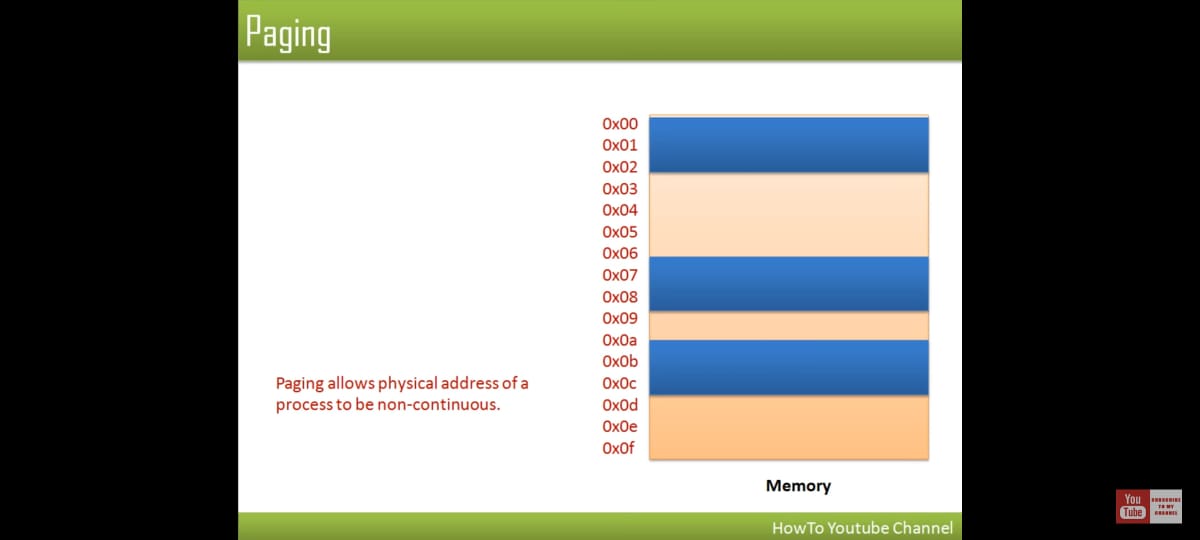 Paging
0x00
0x01
0x02
0x03
0x04
0x05
0x06
0x07
0x08
0x09
0x0a
0x0b
0x0c
0x0d
0x0e
0x0f
Paging allows physical address of a
process to be non-continuous.
Memory
HowTo Youtube Channel
You
Tube
SUBSCRIBE
TO MY
CHANNEL